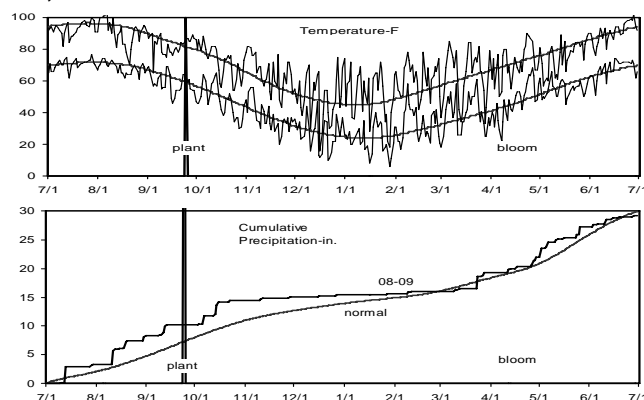 100
Temperature-F
80
60
40
20
plant
bloom
0
7/1 8/1 9/1 10/1 11/1 12/1 1/1 2/1 3/1 4/1 5/1 6/1 7/
30
Cumulative
Precipitation-in.
25
20
08-09
15
normal
10
5
plant
bloom
0
7/1 8/1 9/1 10/1 11/1 12/1 1/1 2/1 3/1 4/1 5/1 6/1 7/1